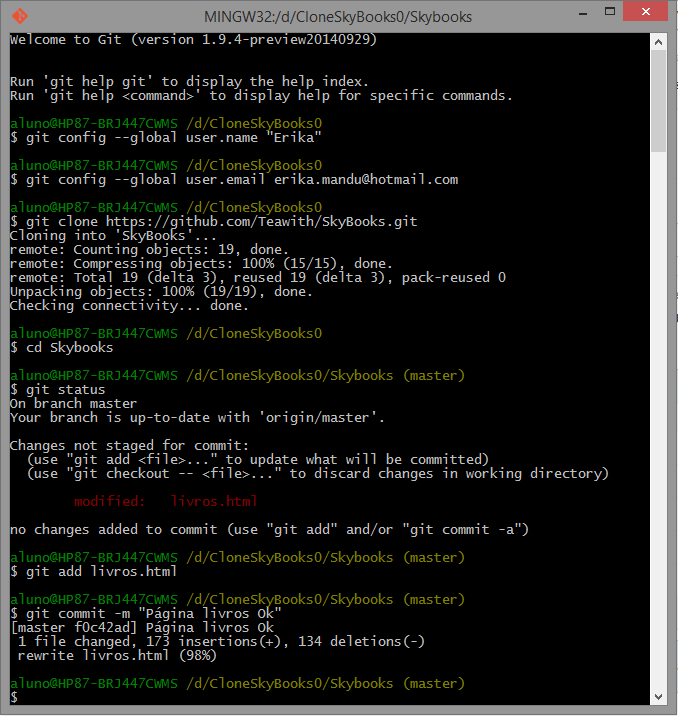 MINGW32:/d/CloneSkyBooks0/Skybooks
Welcome to Git (version 1.9.4-preview20140929)
Run 'git help git' to display the help index.
Run 'git help <command>' to display help for specific commands.
aluno@HP87-BRJ447CWMS /d/CloneSkyBooks0
$ git config --global user.name "Erika"
aluno@HP87-BRJ447CWMS /d/CloneSkyBooks0
$ git config --global user.email erika.mandu@hotmail.com
aluno@HP87-BRJ447CWMS /d/CloneSkyBooks0
$ git clone https://github.com/Teawith/SkyBooks.git
Cloning into 'SkyBooks'...
remote: Counting objects: 19, done.
remote: Compressing objects: 100% (15/15), done.
remote: Total 19 (delta 3), reused 19 (delta 3), pack-reused 0
Unpacking objects: 100% (19/19), done.
Checking connectivity... done.
aluno@HP87-BRJ447CWMS /d/CloneSkyBooks0
$ cd Skybooks
aluno@HP87-BRJ447CWMS /d/CloneSkyBooks0/Skybooks (master)
$ git status
On branch master
Your branch is up-to-date with 'origin/master'.
Changes not staged for commit:
(use "git add <file>..." to update what will be committed)
(use "git checkout -- <file>..." to discard changes in working directory)
modified: livros.html
no changes added to commit (use "git add" and/or "git commit -a")
aluno@HP87-BRJ447CWMS /d/CloneSkyBooks0/Skybooks (master)
$ git add livros.html
aluno@HP87-BRJ447CWMS /d/CloneSkyBooks0/Skybooks (master)
$ git commit -m "Página livros Ok"
[master f0c42ad] Página livros Ok
1 file changed, 173 insertions(+), 134 deletions(-)
rewrite livros.html (98%)
aluno@HP87-BRJ447CWMS /d/CloneSkyBooks0/Skybooks (master)
$